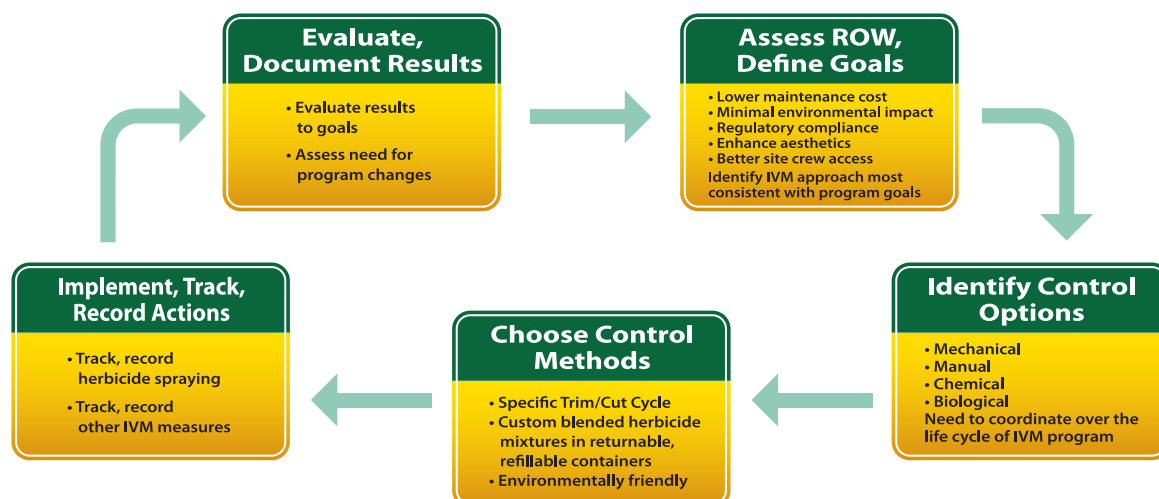 Evaluate,
Document Results
• Evaluate results
to goals
• Assess need for
program changes
Assess ROW,
Define Goals
• Lower maintenance cost
• Minimal environmental impact
• Regulatory compliance
• Enhance aesthetics
• Better site crew access
Identify IVM approach most
consistent with program goals
Identify Control
Options
• Mechanical
• Manual
• Chemical
• Biological
Need to coordinate over the
life cycle of IVM program
Choose Control
Methods
• Specific Trim/Cut Cycle
• Custom blended herbicide
mixtures in returnable,
refillable containers
• Environmentally friendly
Implement, Track,
Record Actions
• Track, record
herbicide spraying
• Track, record
other IVM measures